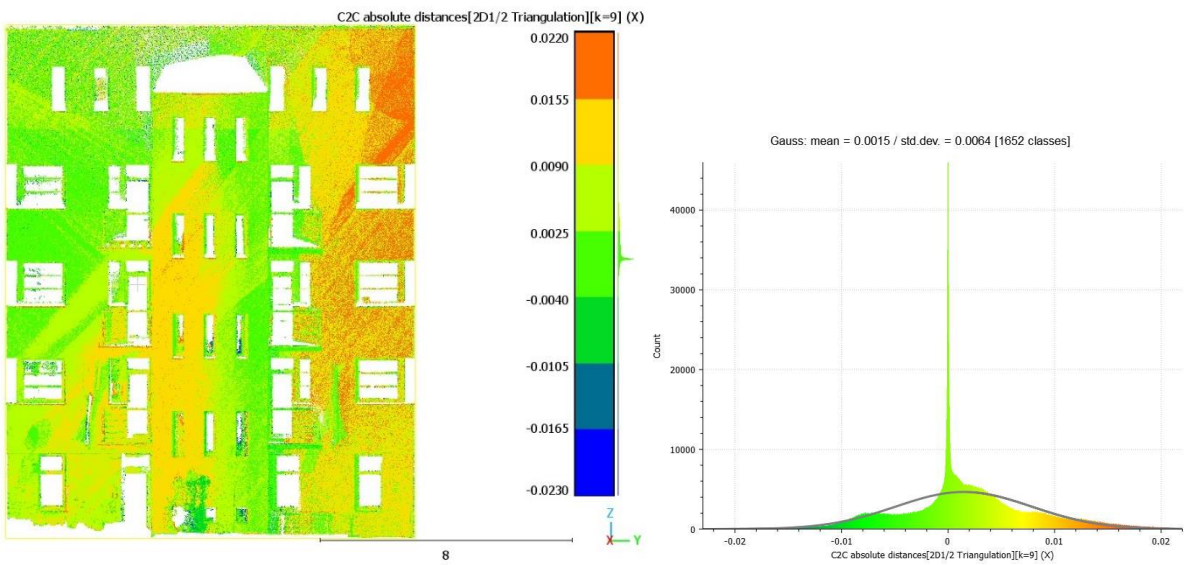 C2C absolute distances[2D1/2 Triangulation][k=9] (X)
0.0220
0.0155
0.0090
0.0025
-0.0040
-0.0105
-0.0165
-0.0230
Z
X
Y
8
Gauss: mean = 0.0015 / std.dev. = 0.0064 [1652 classes]
Count
40000
30000
20000
10000
0
-0.02
-0.01
0
0.01
0.02
C2C absolute distances[2D1/2 Triangulation][k=9] (X)